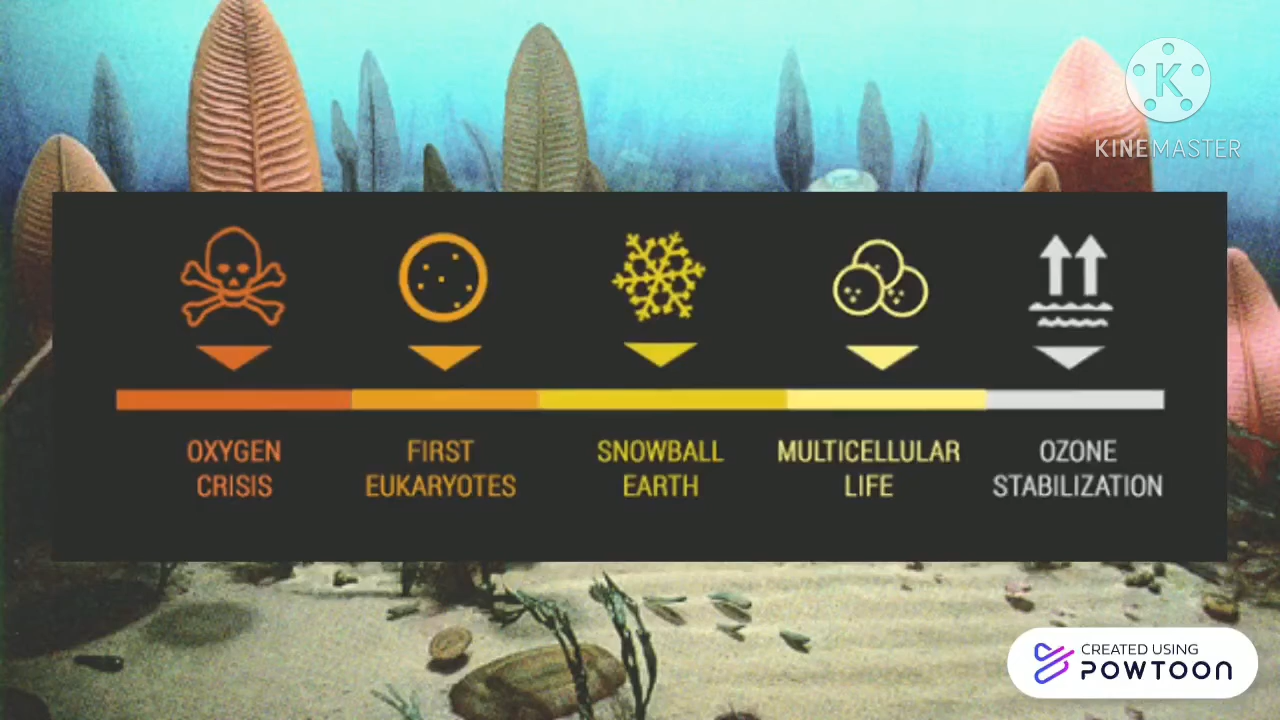 K
KINEMASTER
OXYGEN
CRISIS
FIRST
EUKARYOTES
SNOWBALL
EARTH
MULTICELLULAR
LIFE
OZONE
STABILIZATION
CREATED USING
POWTOON